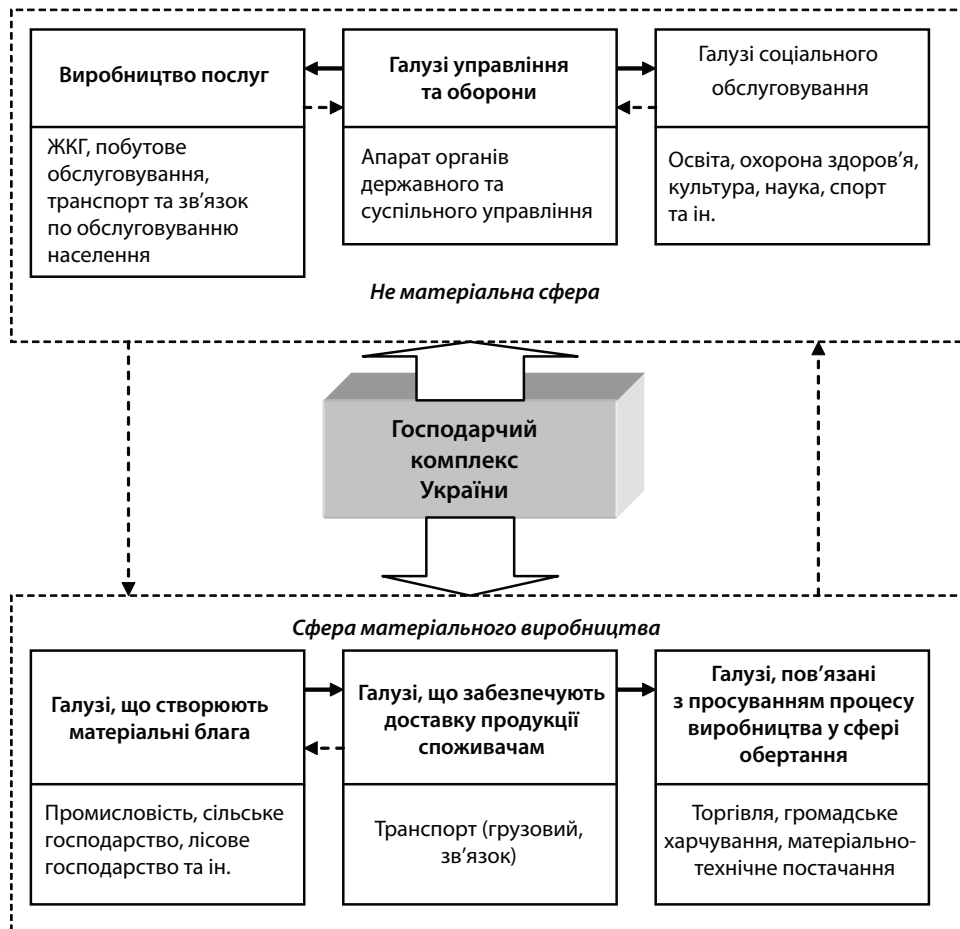 Виробництво послуг
ЖКГ, побутове
обслуговування,
транспорт та зв’язок
по обслуговуванню
населення
Галузі управління
та оборони
Апарат органів
державного та
суспільного управління
Галузі соціального
обслуговування
Освіта, охорона здоров’я,
культура, наука, спорт
та ін.
Не матеріальна сфера
Господарчий
комплекс
України
Сфера матеріального виробництва
Галузі, що створюють
матеріальні блага
Промисловість, сільське
господарство, лісове
господарство та ін.
Галузі, що забезпечують
доставку продукції
споживачам
Транспорт (грузовий,
зв’язок)
Галузі, пов’язані
з просуванням процесу
виробництва у сфері
обертання
Торгівля, громадське
харчування, матеріально-
технічне постачання